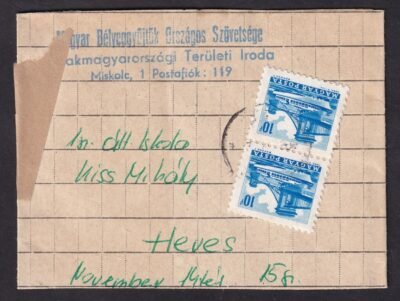 Magyar Bélyeggyűjtők Országos Szövetsége
Északmagyarországi Területi Iroda
Miskolc, 1 Postafiók: 119
MAGYAR POSTA
10f
MAGYAR POSTA
10f
Kiss Mihály
Heves
November